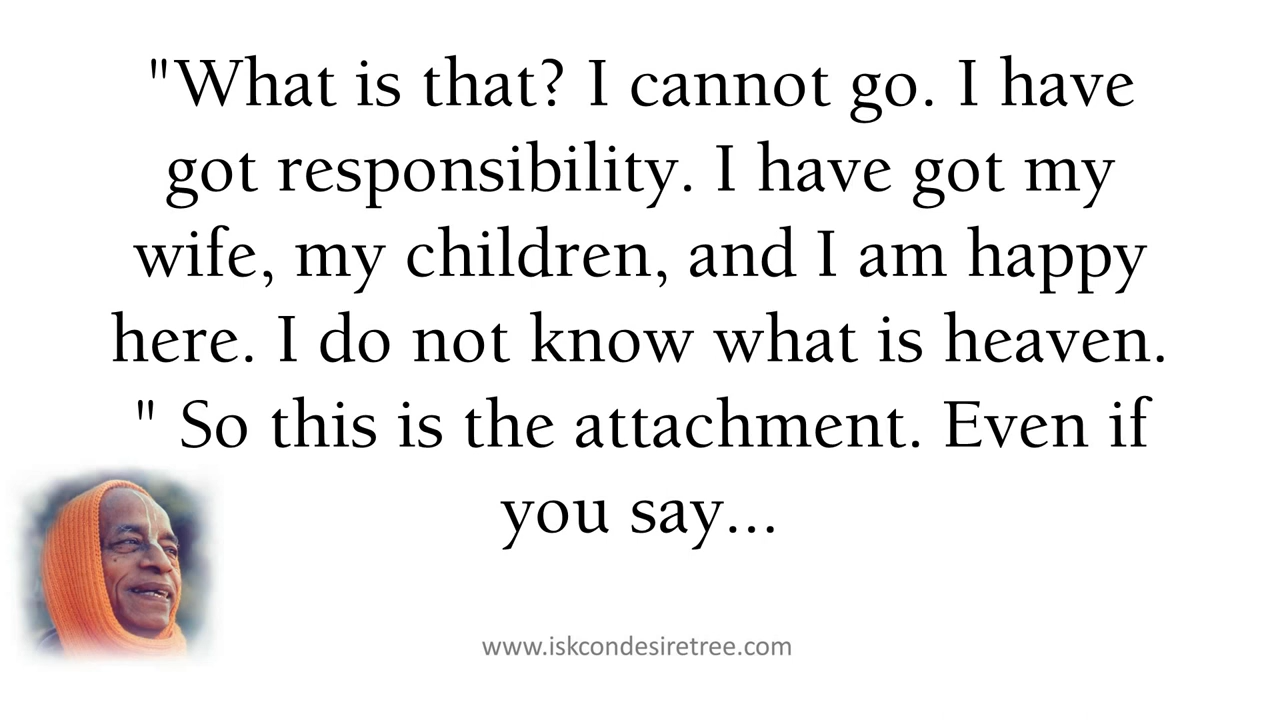 "What is that? I cannot go. I have
got responsibility. I have got my
wife, my children, and I am happy
here. I do not know what is heaven.
" So this is the attachment. Even if
you say...
www.iskcondesiretree.com